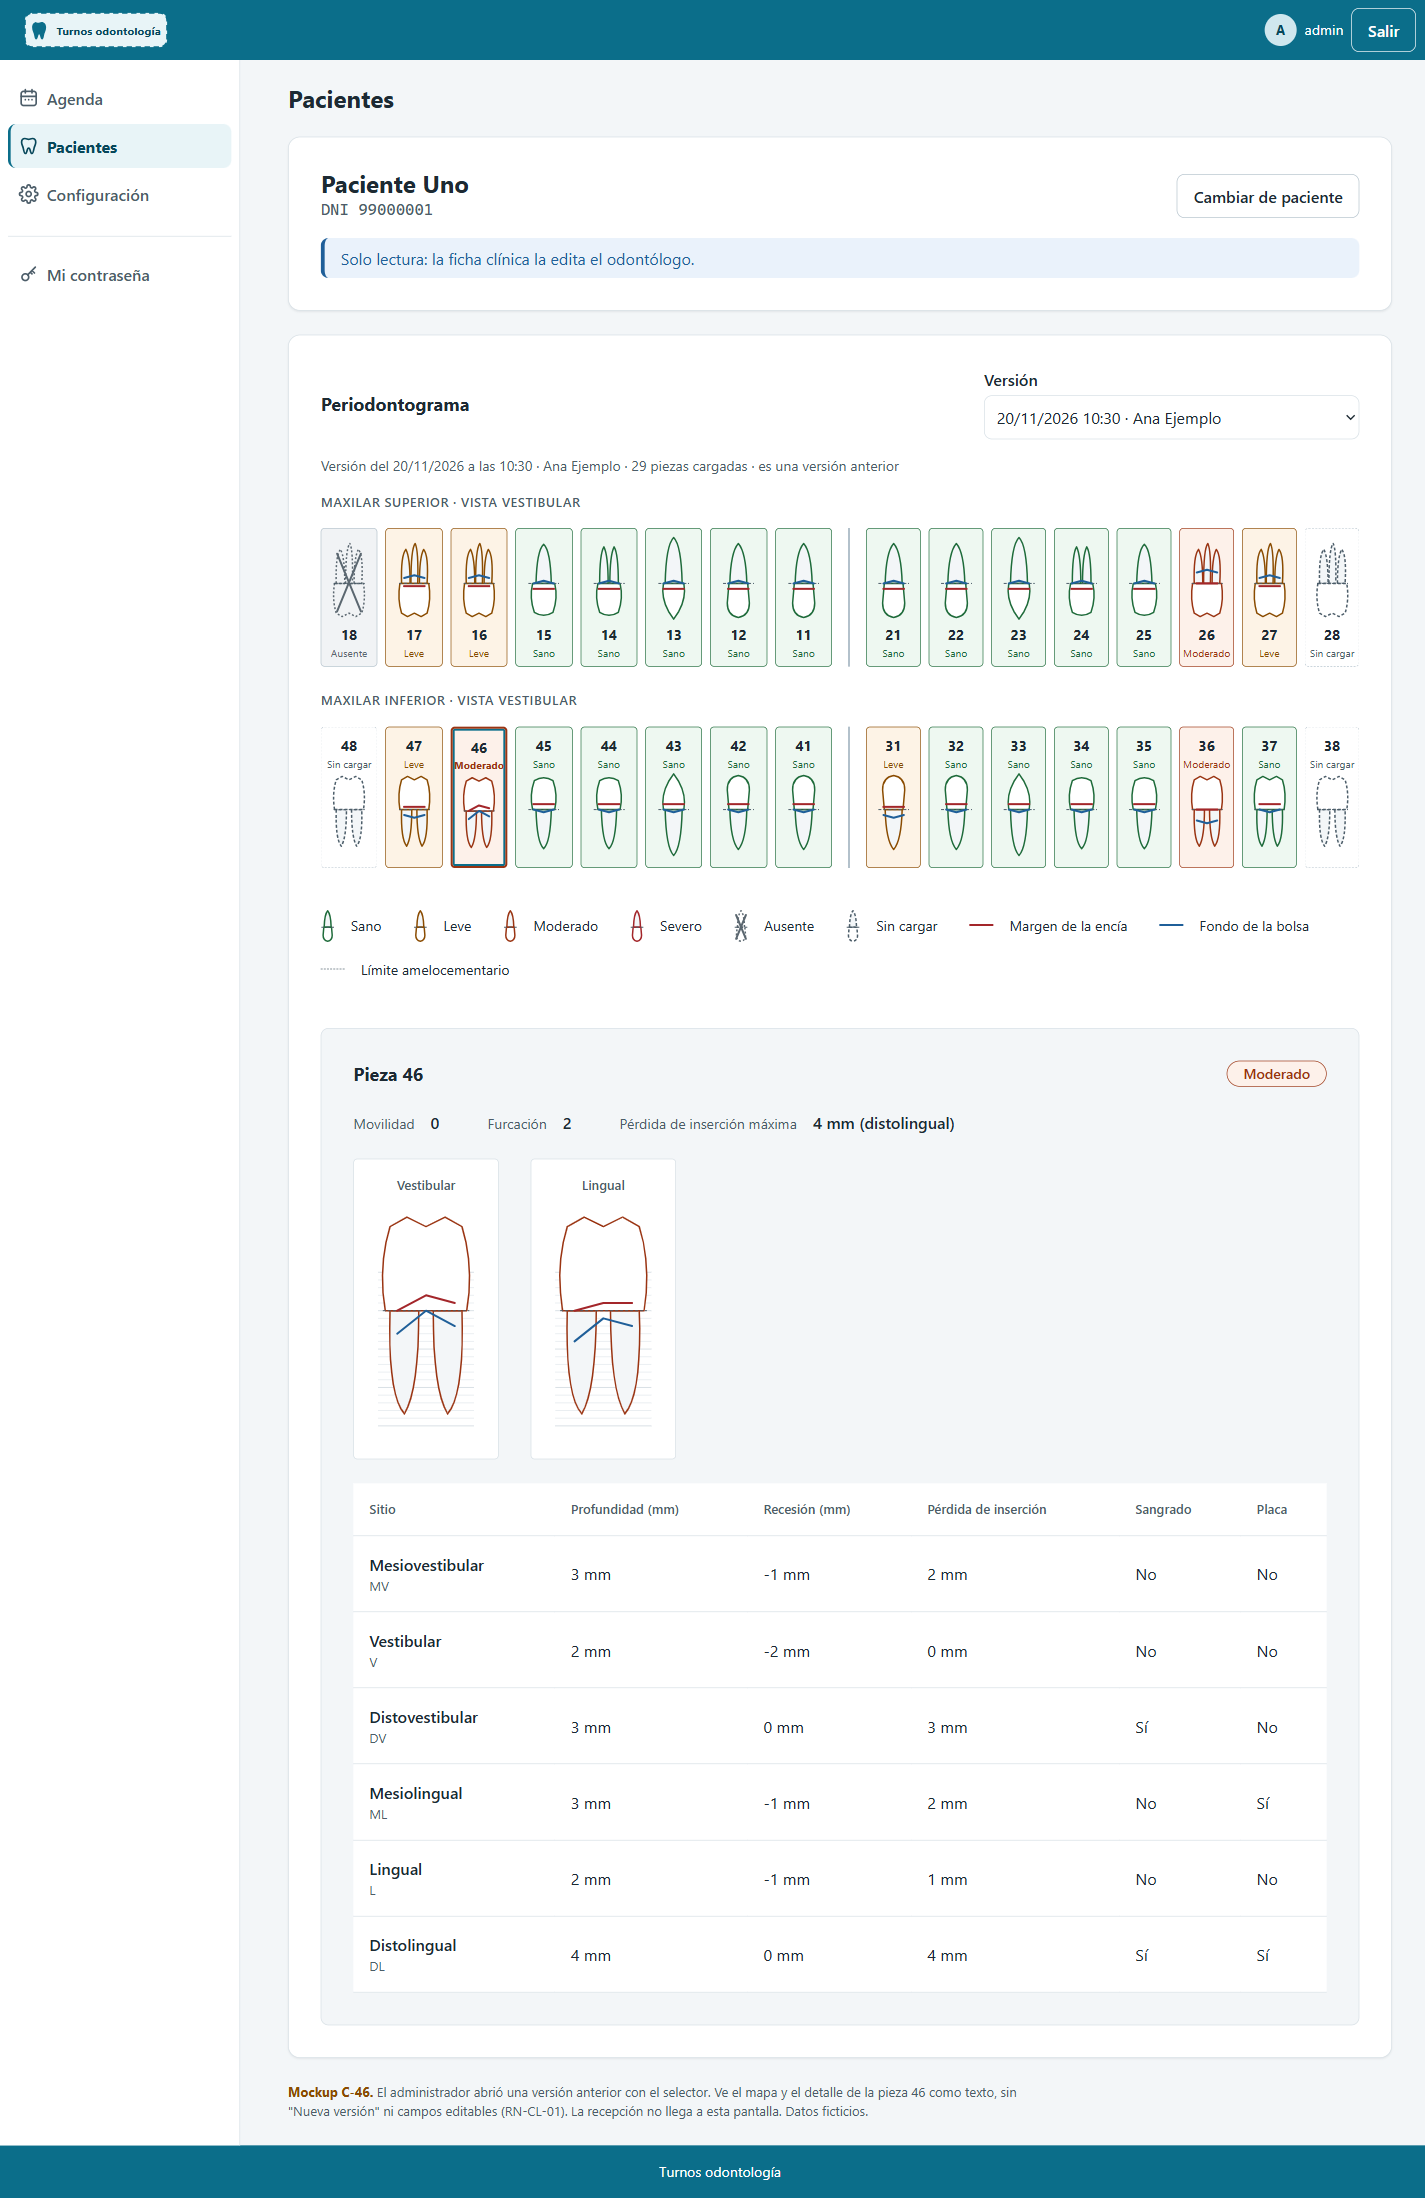 Turnos odontología
A admin Salir
Agenda
Pacientes
Configuración
Mi contraseña
Pacientes
Paciente Uno
DNI 99000001
Cambiar de paciente
Solo lectura: la ficha clínica la edita el odontólogo.
Periodontograma
Versión
20/11/2026 10:30 · Ana Ejemplo
Versión del 20/11/2026 a las 10:30 · Ana Ejemplo · 29 piezas cargadas · es una versión anterior
MAXILAR SUPERIOR · VISTA VESTIBULAR
18 17 16 15 14 13 12 11 21 22 23 24 25 26 27 28
Ausente Leve Leve Sano Sano Sano Sano Sano Sano Sano Sano Sano Sano Moderado Leve Sin cargar
MAXILAR INFERIOR · VISTA VESTIBULAR
48 47 46 45 44 43 42 41 31 32 33 34 35 36 37 38
Sin cargar Leve Moderado Sano Sano Sano Sano Sano Leve Sano Sano Sano Sano Moderado Sano Sin cargar
Sano Leve Moderado Severo Ausente Sin cargar Margen de la encía Fondo de la bolsa
Límite amelocementario
Pieza 46
Moderado
Movilidad 0 Furcación 2 Pérdida de inserción máxima 4 mm (distolingual)
Vestibular Lingual
Sitio Profundidad (mm) Recesión (mm) Pérdida de inserción Sangrado Placa
Mesiovestibular
MV
3 mm -1 mm 2 mm No No
Vestibular
V
2 mm -2 mm 0 mm No No
Distovestibular
DV
3 mm 0 mm 3 mm Sí No
Mesiolingual
ML
3 mm -1 mm 2 mm No Sí
Lingual
L
2 mm -1 mm 1 mm No No
Distolingual
DL
4 mm 0 mm 4 mm Sí Sí
Mockup C-46. El administrador abrió una versión anterior con el selector. Ve el mapa y el detalle de la pieza 46 como texto, sin
"Nueva versión" ni campos editables (RN-CL-01). La recepción no llega a esta pantalla. Datos ficticios.
Turnos odontología